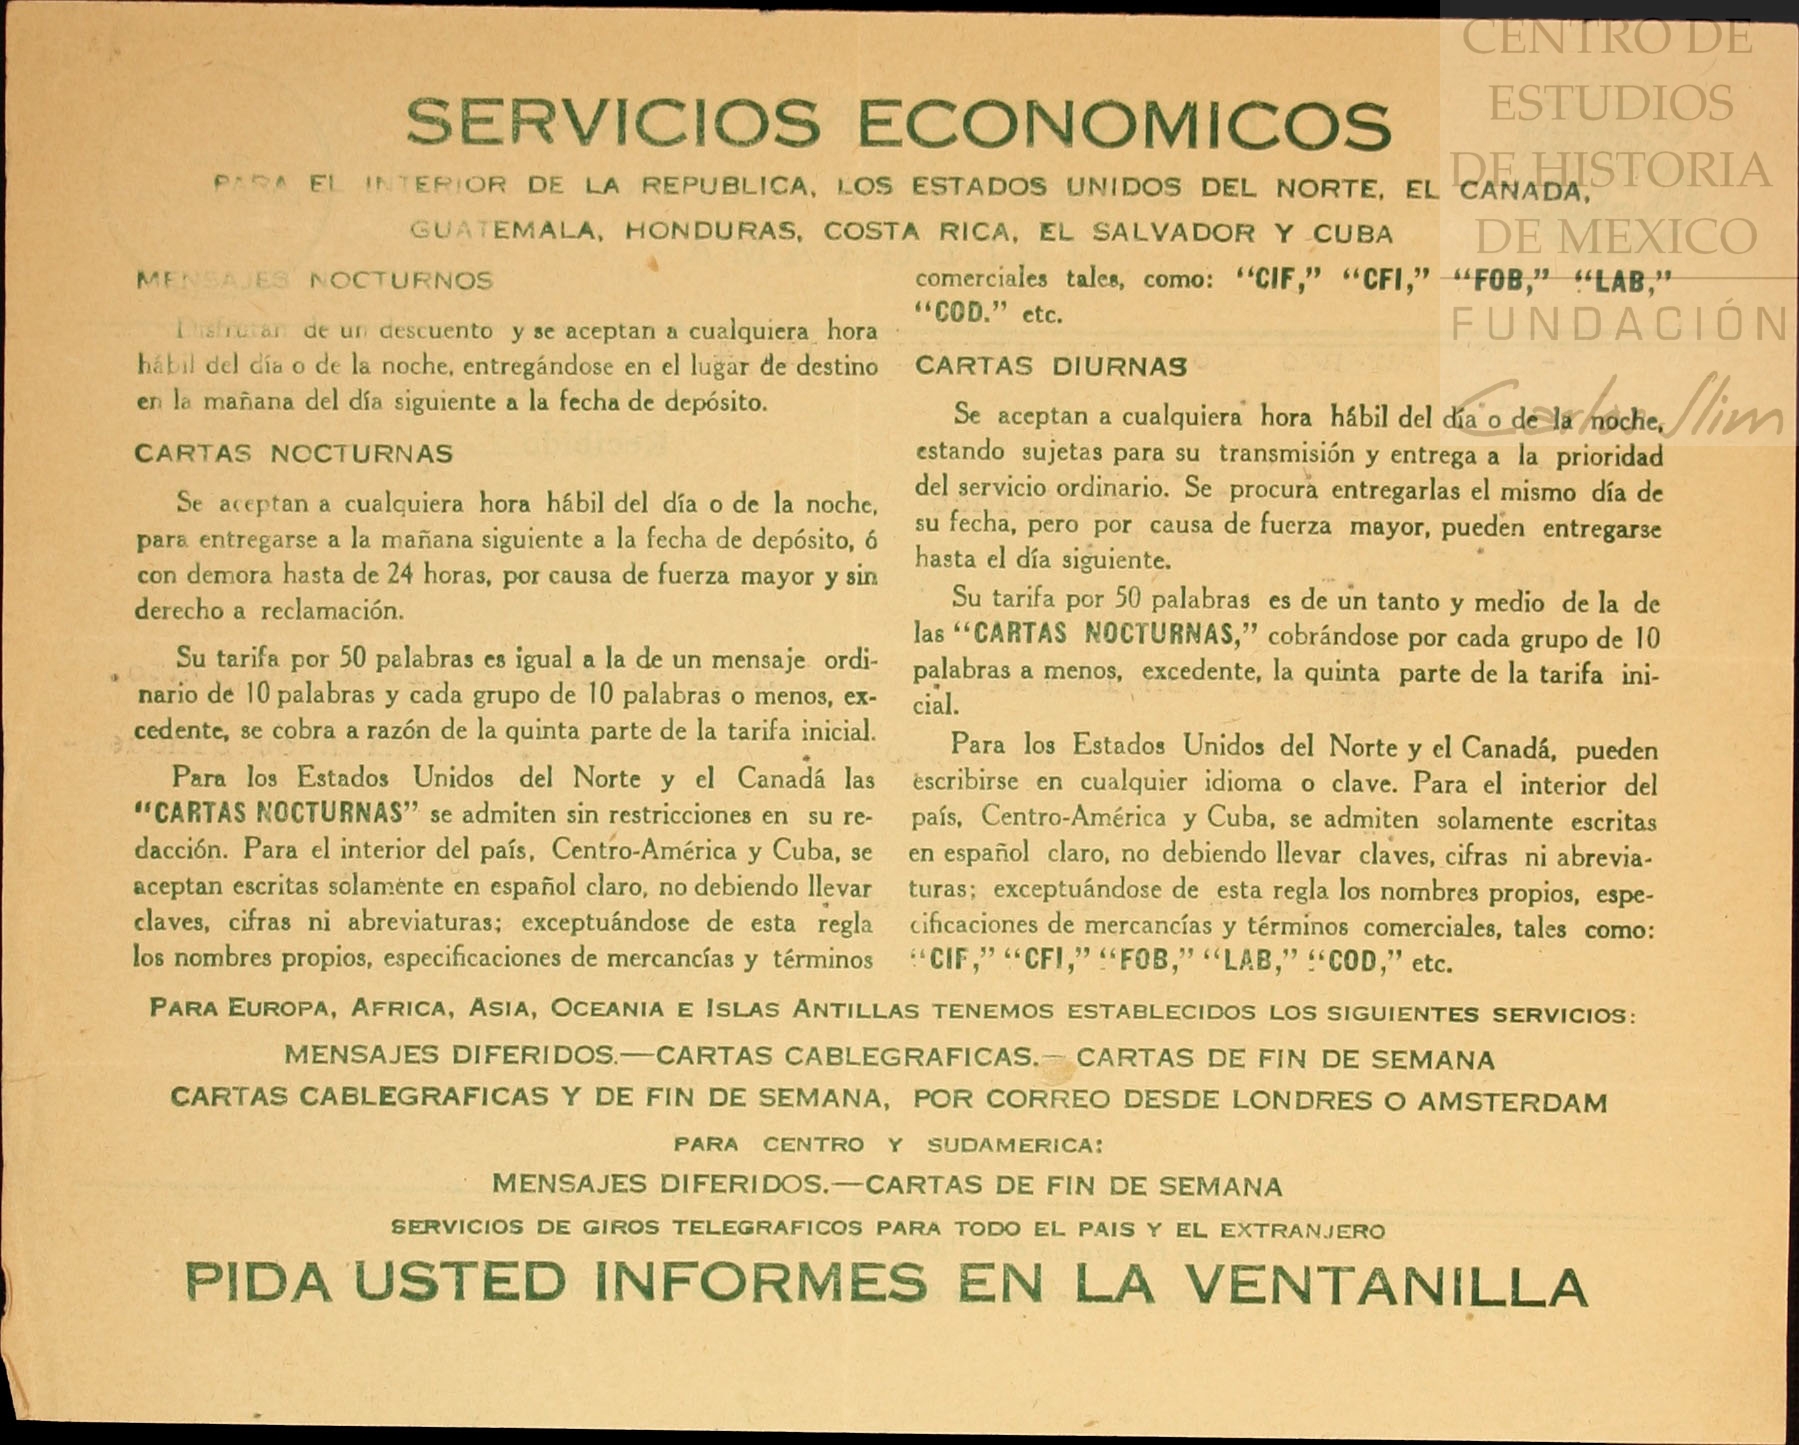 CENTRO DE
ESTUDIOS
DE HISTORIA
DE MEXICO
FUNDACIÓN
Carlos Slim
SERVICIOS ECONOMICOS
PARA EL INTERIOR DE LA REPUBLICA, LOS ESTADOS UNIDOS DEL NORTE, EL CANADA,
GUATEMALA, HONDURAS, COSTA RICA, EL SALVADOR Y CUBA
MENSAJES NOCTURNOS
Disfrutan de un descuento y se aceptan a cualquiera hora
hábil del día o de la noche, entregándose en el lugar de destino
en la mañana del día siguiente a la fecha de depósito.
CARTAS NOCTURNAS
Se aceptan a cualquiera hora hábil del día o de la noche,
para entregarse a la mañana siguiente a la fecha de depósito, ó
con demora hasta de 24 horas, por causa de fuerza mayor y sin
derecho a reclamación.
Su tarifa por 50 palabras es igual a la de un mensaje ordi-
nario de 10 palabras y cada grupo de 10 palabras o menos, ex-
cedente, se cobra a razón de la quinta parte de la tarifa inicial.
Para los Estados Unidos del Norte y el Canadá las
"CARTAS NOCTURNAS" se admiten sin restricciones en su re-
dacción. Para el interior del país, Centro-América y Cuba, se
aceptan escritas solamente en español claro, no debiendo llevar
claves, cifras ni abreviaturas; exceptuándose de esta regla
los nombres propios, especificaciones de mercancías y términos
comerciales tales, como: "CIF," "CFI," "FOB," "LAB,"
"COD." etc.
CARTAS DIURNAS
Se aceptan a cualquiera hora hábil del día o de la noche,
estando sujetas para su transmisión y entrega a la prioridad
del servicio ordinario. Se procura entregarlas el mismo día de
su fecha, pero por causa de fuerza mayor, pueden entregarse
hasta el día siguiente.
Su tarifa por 50 palabras es de un tanto y medio de la de
las "CARTAS NOCTURNAS," cobrándose por cada grupo de 10
palabras a menos, excedente, la quinta parte de la tarifa ini-
cial.
Para los Estados Unidos del Norte y el Canadá, pueden
escribirse en cualquier idioma o clave. Para el interior del
país, Centro-América y Cuba, se admiten solamente escritas
en español claro, no debiendo llevar claves, cifras ni abrevia-
turas; exceptuándose de esta regla los nombres propios, espe-
cificaciones de mercancías y términos comerciales, tales como:
"CIF," "CFI," "FOB," "LAB," "COD," etc.
PARA EUROPA, AFRICA, ASIA, OCEANIA E ISLAS ANTILLAS TENEMOS ESTABLECIDOS LOS SIGUIENTES SERVICIOS:
MENSAJES DIFERIDOS.—CARTAS CABLEGRAFICAS.— CARTAS DE FIN DE SEMANA
CARTAS CABLEGRAFICAS Y DE FIN DE SEMANA, POR CORREO DESDE LONDRES O AMSTERDAM
PARA CENTRO Y SUDAMERICA:
MENSAJES DIFERIDOS.—CARTAS DE FIN DE SEMANA
SERVICIOS DE GIROS TELEGRAFICOS PARA TODO EL PAIS Y EL EXTRANJERO
PIDA USTED INFORMES EN LA VENTANILLA